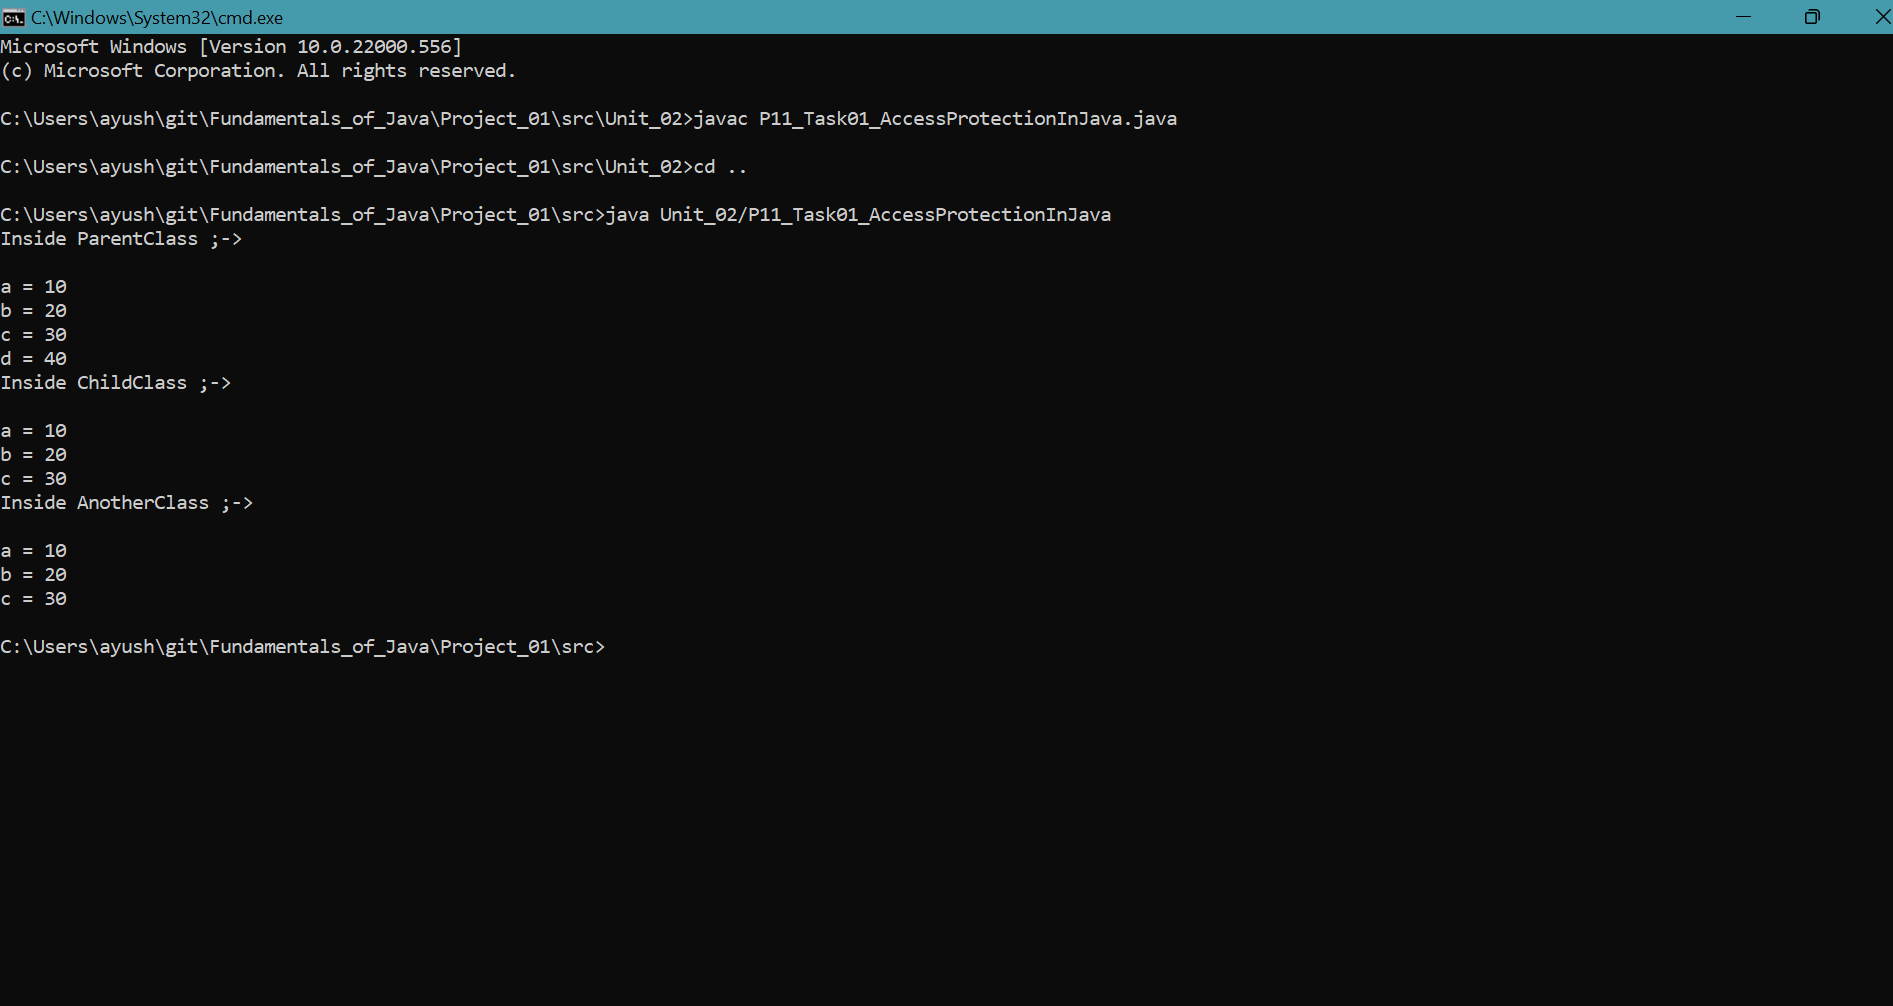 C:\Windows\System32\cmd.exe
Microsoft Windows [Version 10.0.22000.556]
(c) Microsoft Corporation. All rights reserved.
C:\Users\ayush\git\Fundamentals_of_Java\Project_01\src\Unit_02>javac P11_Task01_AccessProtectionInJava.java
C:\Users\ayush\git\Fundamentals_of_Java\Project_01\src\Unit_02>cd ..
C:\Users\ayush\git\Fundamentals_of_Java\Project_01\src>java Unit_02/P11_Task01_AccessProtectionInJava
Inside ParentClass ;->
a = 10
b = 20
c = 30
d = 40
Inside ChildClass ;->
a = 10
b = 20
c = 30
Inside AnotherClass ;->
a = 10
b = 20
c = 30
C:\Users\ayush\git\Fundamentals_of_Java\Project_01\src>